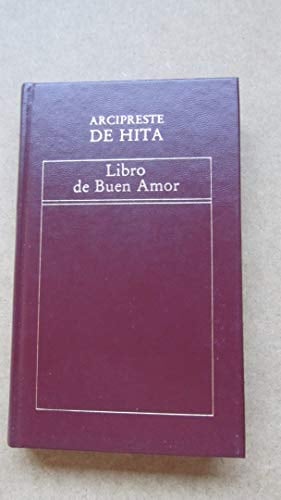 ARCIPRESTE
DE HITA
Libro
de Buen Amor